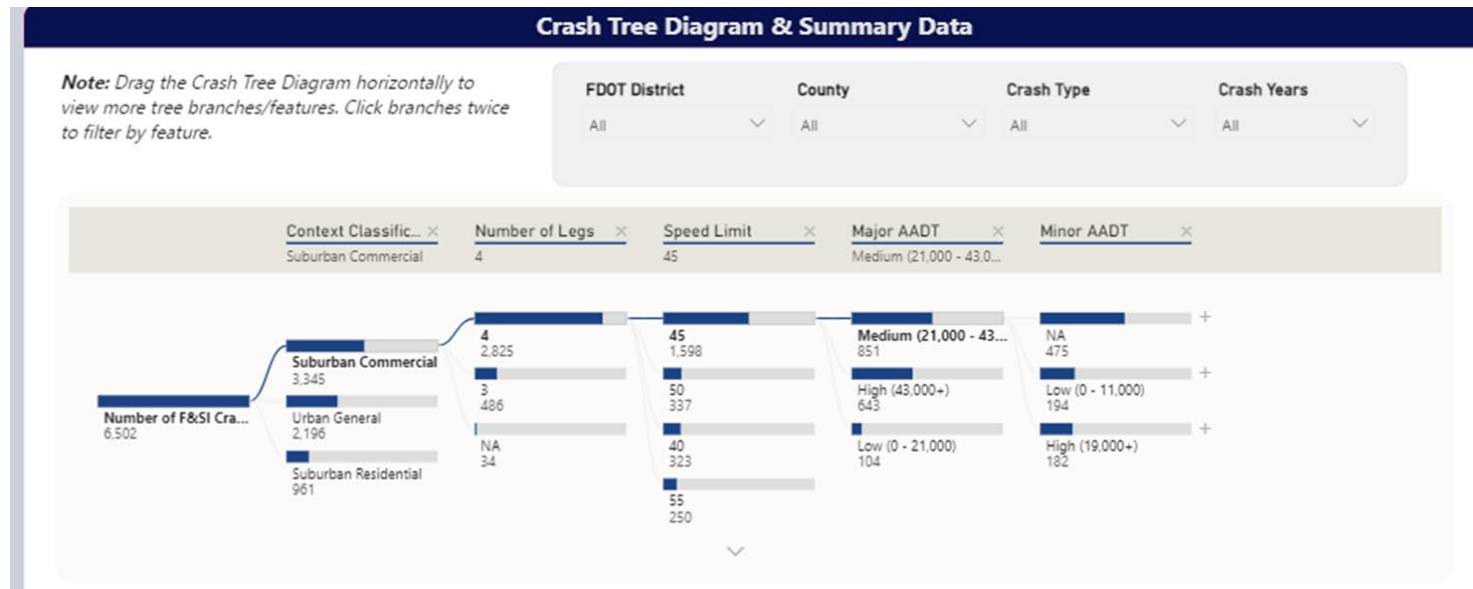 Crash Tree Diagram & Summary Data
Note: Drag the Crash Tree Diagram horizontally to
view more tree branches/features. Click branches twice
to filter by feature.
FDOT District
County
Crash Type
Crash Years
All
All
All
All
Context Classific...
Number of Legs
Speed Limit
Major AADT
Minor AADT
Suburban Commercial
4
45
Medium (21,000 - 43,0...
Number of F&SI Cra...
6,502
Suburban Commercial
3,345
Urban General
2,196
Suburban Residential
961
4
2,825
3
486
NA
34
45
1,598
50
337
40
323
55
250
Medium (21,000 - 43...
851
High (43,000+)
643
Low (0 - 21,000)
104
NA
475
Low (0 - 11,000)
194
High (19,000+)
182